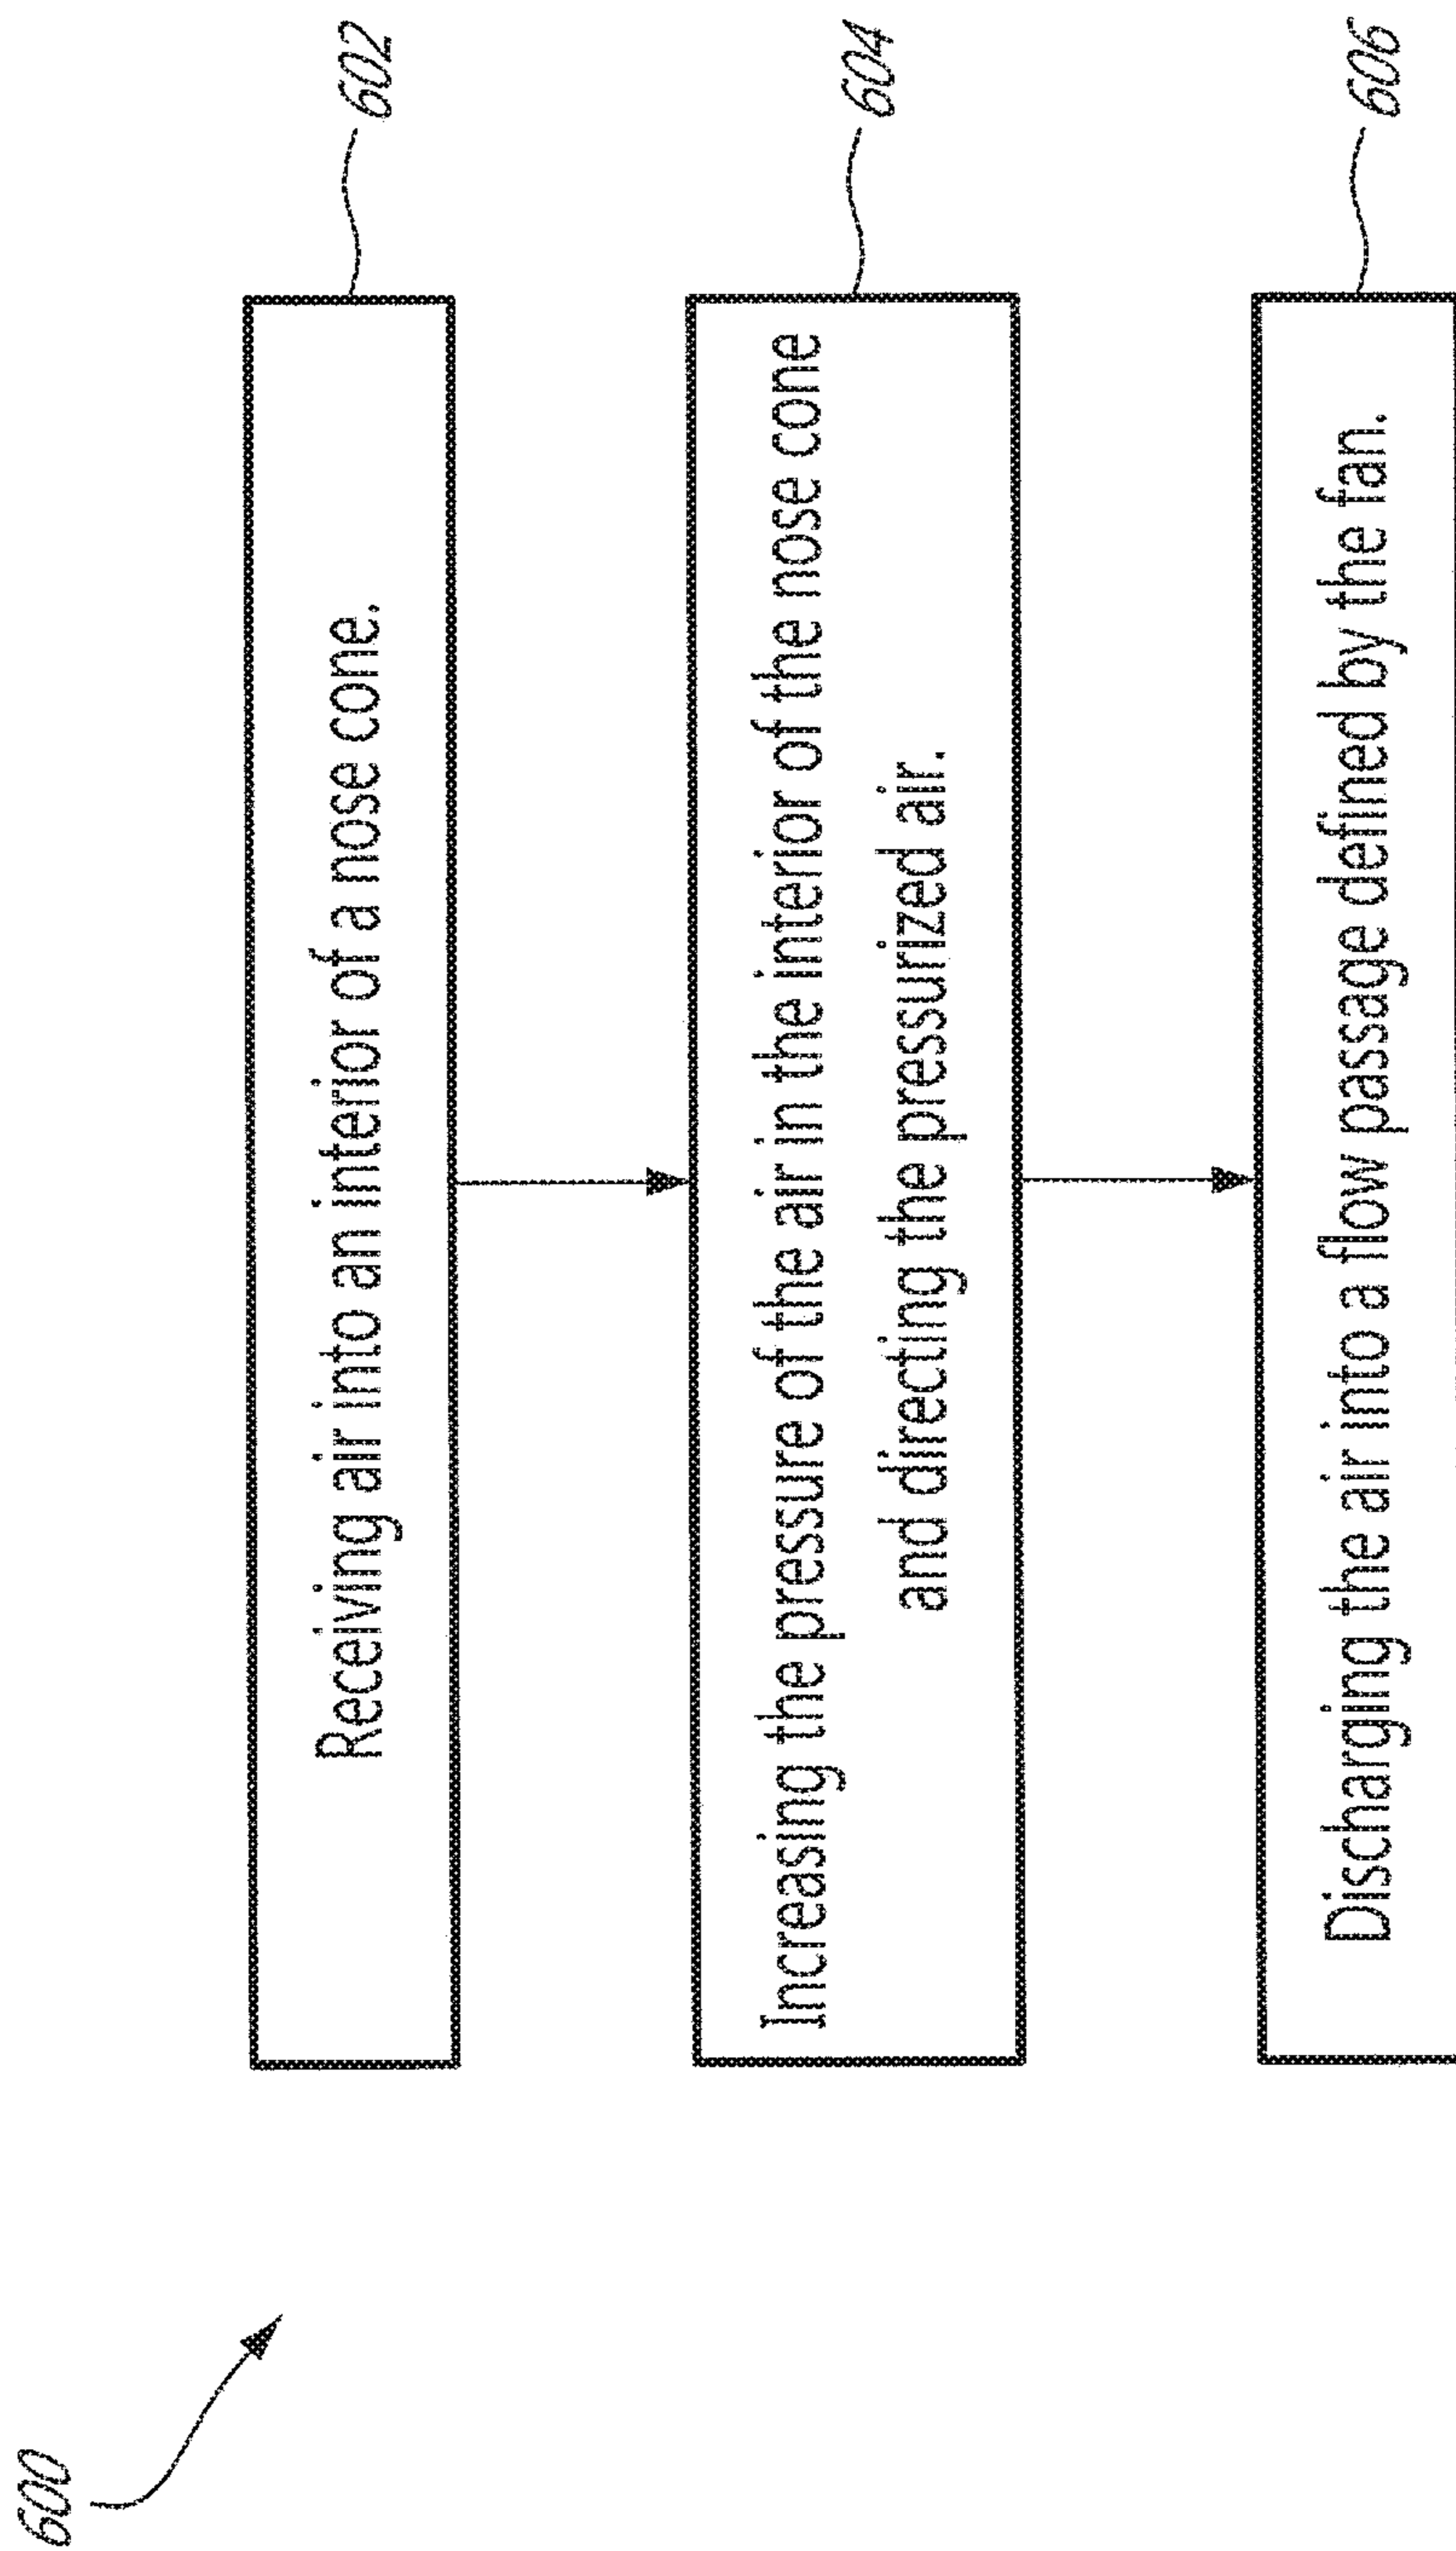 600
Receiving air into an interior of a nose cone.
602
Increasing the pressure of the air in the interior of the nose cone
and directing the pressurized air.
604
Discharging the air into a flow passage defined by the fan.
606